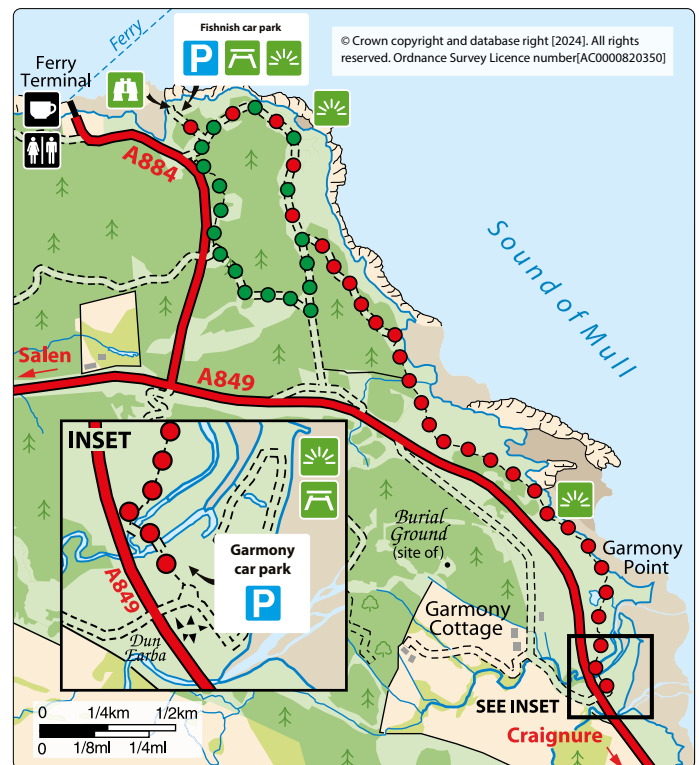 Ferry
Fishnish car park
P
© Crown copyright and database right [2024]. All rights
reserved. Ordnance Survey Licence number[AC0000820350]
Ferry
Terminal
A884
Sound of Mull
Salen
A849
INSET
A849
Garmony
car park
P
Dun
Earba
Burial
Ground
(site of)
Garmony
Point
Garmony
Cottage
SEE INSET
Craignure
0 1/4km 1/2km
0 1/8ml 1/4ml